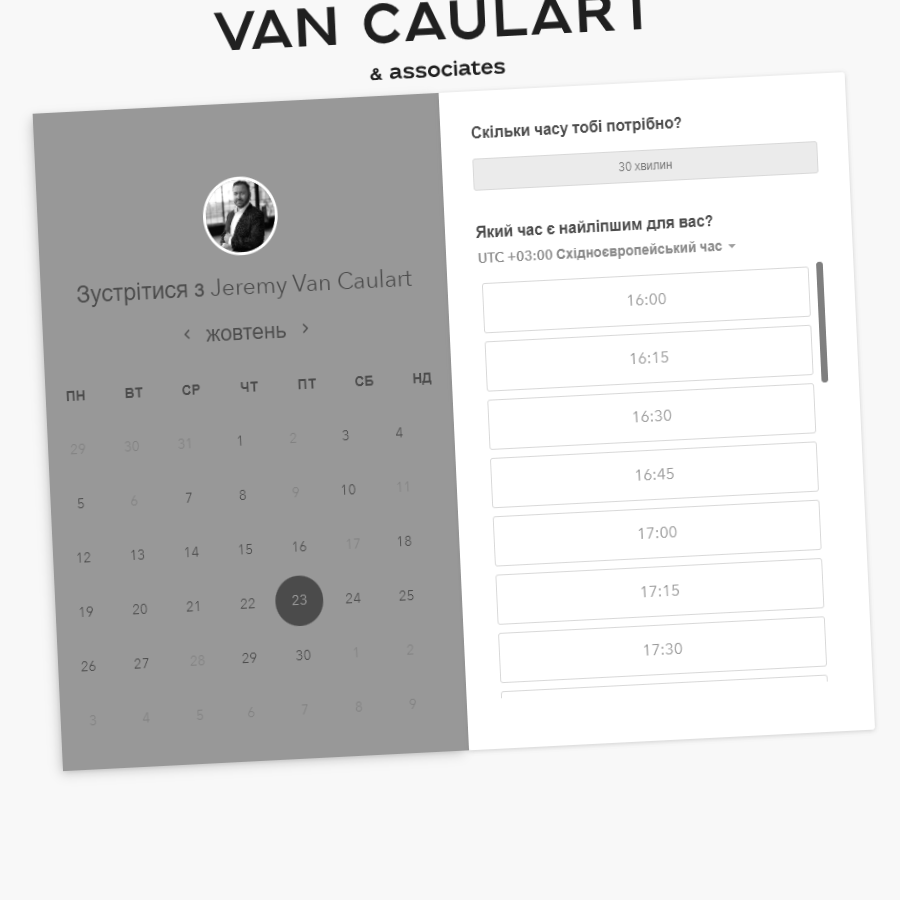 VAN CAULART
& associates
Зустрітися з Jeremy Van Caulart
‹ жовтень ›
ПН ВТ СР ЧТ ПТ СБ НД
29 30 31 1 2 3 4
5 6 7 8 9 10 11
12 13 14 15 16 17 18
19 20 21 22 23 24 25
26 27 28 29 30 1 2
3 4 5 6 7 8 9
Скільки часу тобі потрібно?
30 хвилин
Який час є найліпшим для вас?
UTC +03:00 Східноєвропейський час
16:00
16:15
16:30
16:45
17:00
17:15
17:30